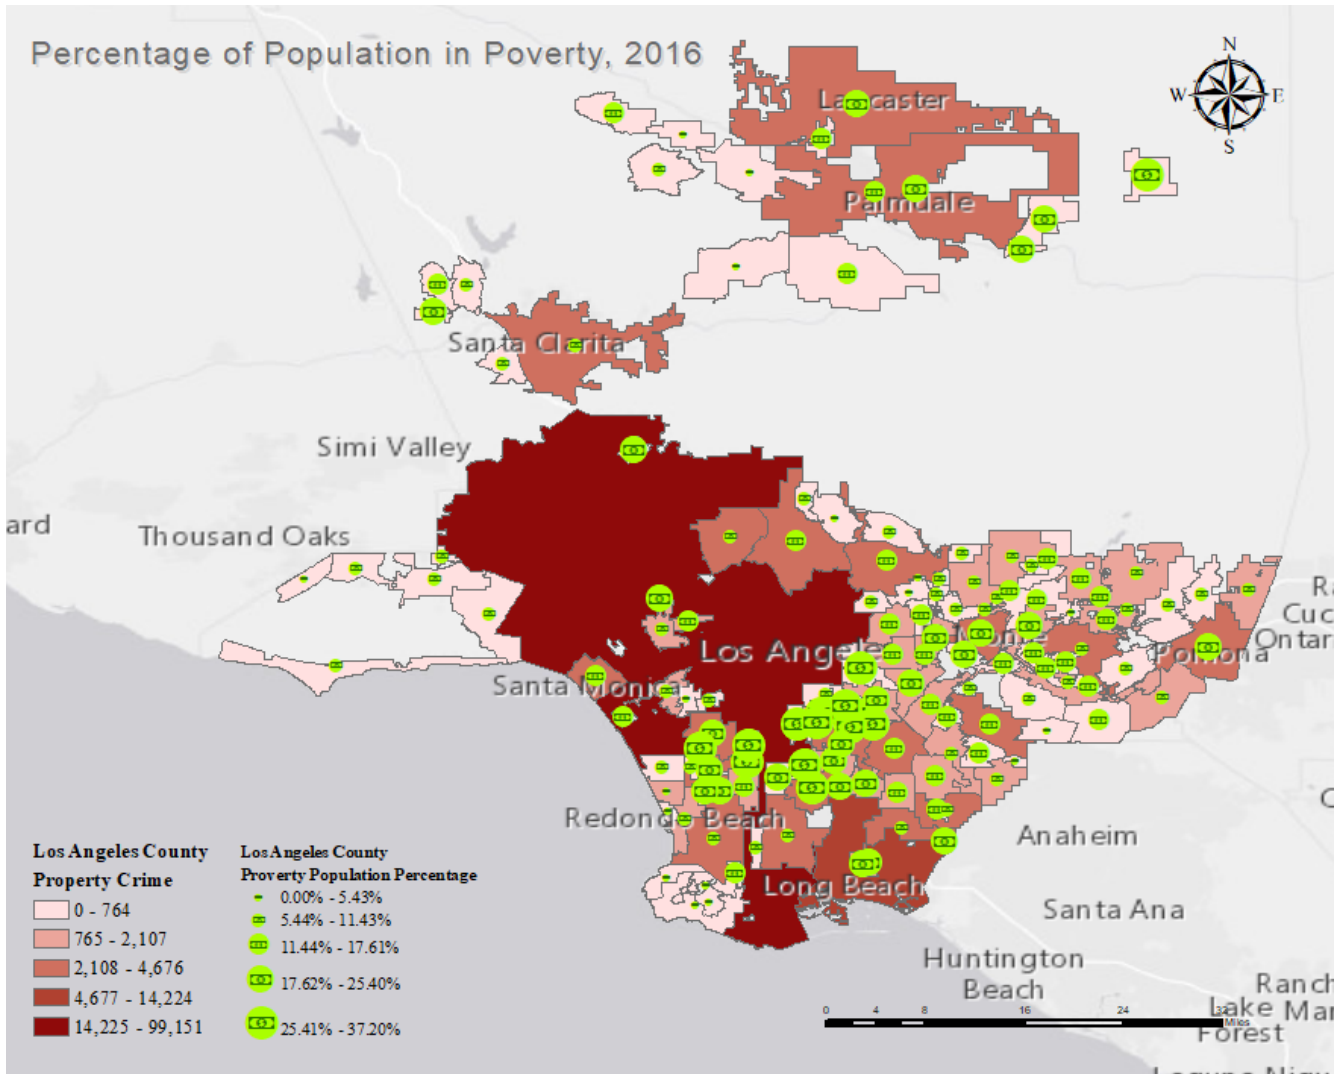 Percentage of Population in Poverty, 2016
N
W E
S
Lancaster
Palmdale
Santa Clarita
Simi Valley
ard
Thousand Oaks
Ra
Cuc
Ontar
Los Angele
Pomona
Santa Monica
Redondo Beach
Anaheim
Long Beach
Santa Ana
Huntington
Beach
Ranch
Lake Mar
Forest
Laguna Nigu
Los Angeles County
Property Crime
0 - 764
765 - 2,107
2,108 - 4,676
4,677 - 14,224
14,225 - 99,151
Los Angeles County
Proverty Population Percentage
0.00% - 5.43%
5.44% - 11.43%
11.44% - 17.61%
17.62% - 25.40%
25.41% - 37.20%
0 4 8 16 24 32
Miles